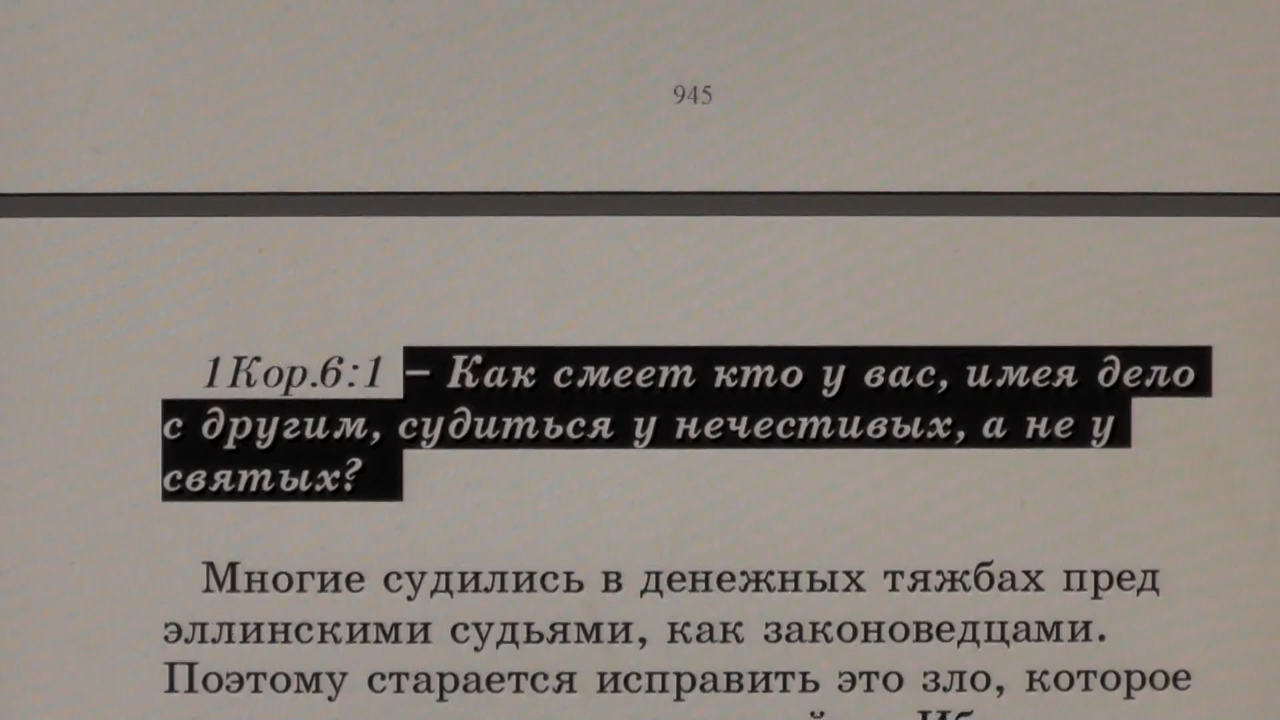 945
1Кор.6:1 – Как смеет кто у вас, имея дело
с другим, судиться у нечестивых, а не у
святых?
Многие судились в денежных тяжбах пред
эллинскими судьями, как законоведцами.
Поэтому старается исправить это зло, которое